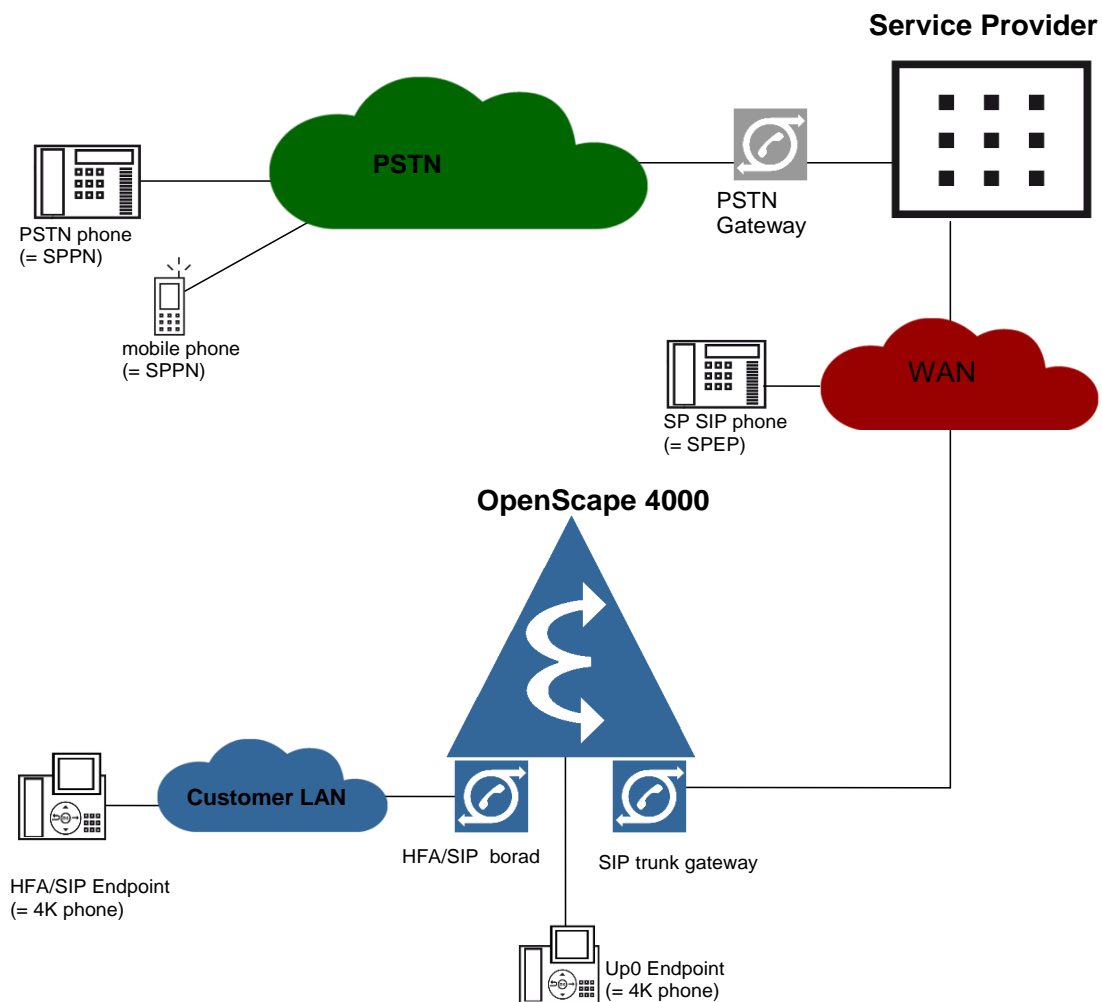 Service Provider
PSTN
PSTN
Gateway
PSTN phone
(= SPPN)
mobile phone
(= SPPN)
WAN
SP SIP phone
(= SPEP)
OpenScape 4000
Customer LAN
HFA/SIP  borad
SIP trunk gateway
HFA/SIP Endpoint
(= 4K phone)
Up0 Endpoint
(= 4K phone)